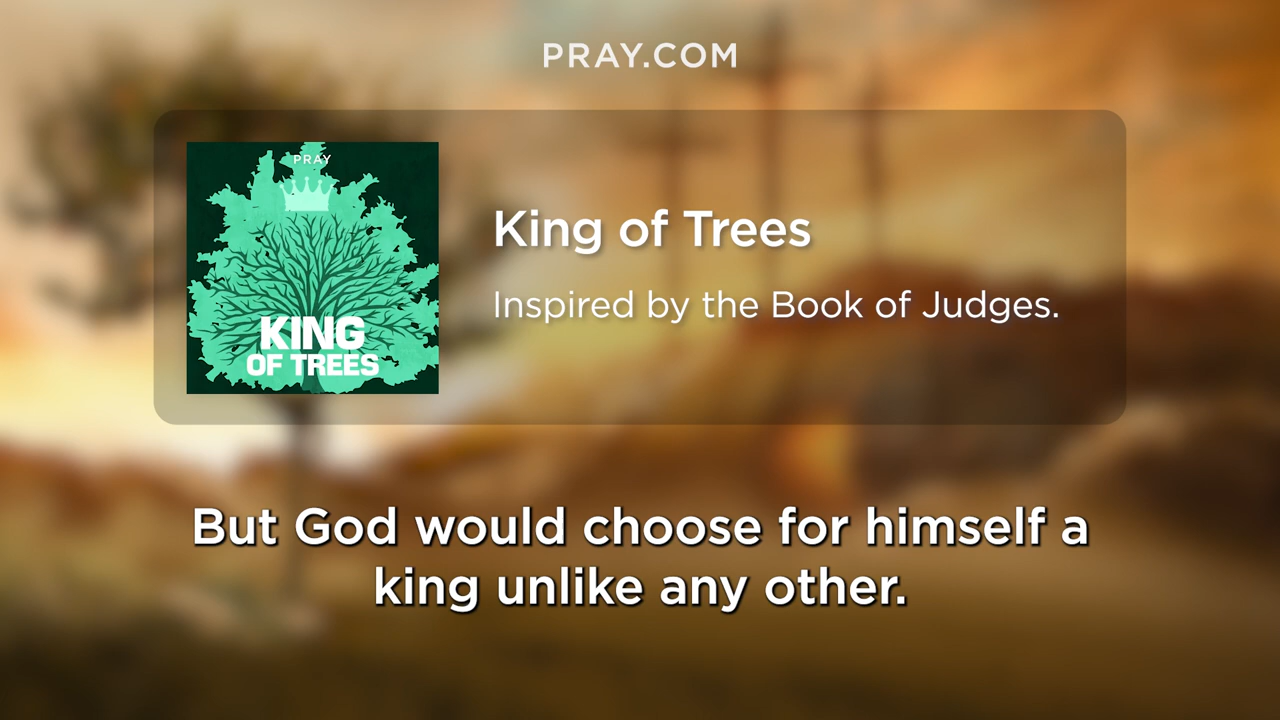 PRAY.COM
PRAY
KING
OF TREES
King of Trees
Inspired by the Book of Judges.
But God would choose for himself a
king unlike any other.